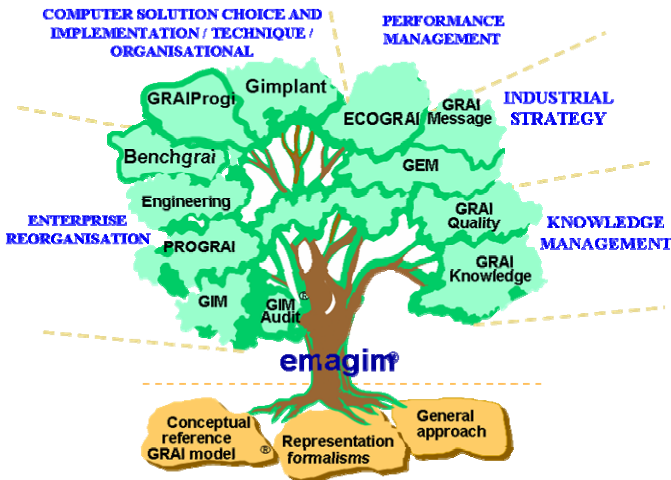 COMPUTER SOLUTION CHOICE AND
IMPLEMENTATION / TECHNIQUE /
ORGANISATIONAL
PERFORMANCE
MANAGEMENT
GRAIProgi
Gimplant
ECOGRAI
GRAI
Message
INDUSTRIAL
STRATEGY
Benchgrai
GEM
Engineering
GRAI
Quality
ENTERPRISE
REORGANISATION
PROGRAI
KNOWLEDGE
MANAGEMENT
GRAI
Knowledge
GIM
GIM ®
Audit
emagim®
Conceptual
reference
GRAI model ®
Representation
formalisms
General
approach